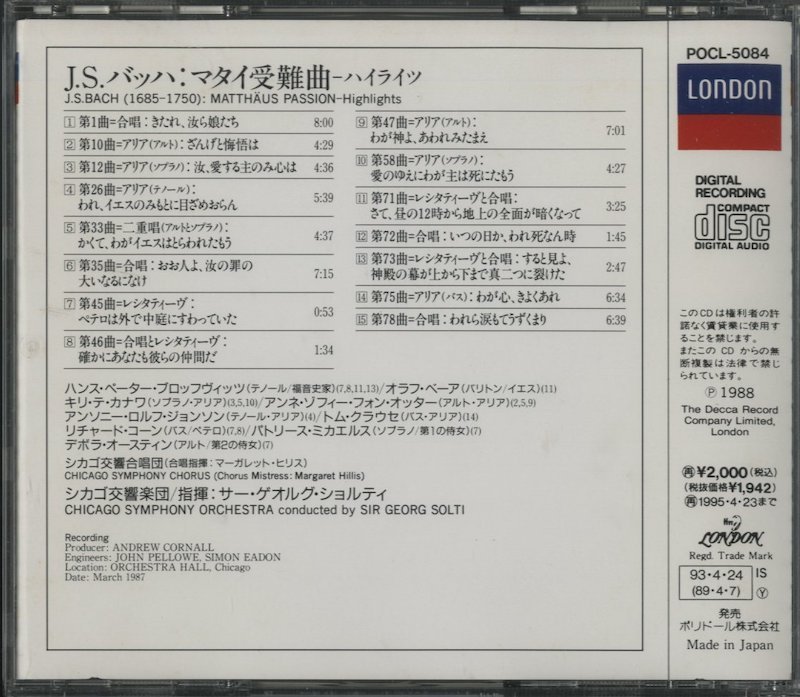 J.S.バッハ：マタイ受難曲–ハイライツ
J.S.BACH (1685-1750): MATTHÄUS PASSION–Highlights
1 第1曲=合唱：きたれ、汝ら娘たち 8:00
2 第10曲=アリア(アルト)：ざんげと悔悟は 4:29
3 第12曲=アリア(ソプラノ)：汝、愛する主のみ心は 4:36
4 第26曲=アリア(テノール)：
われ、イエスのみもとに目ざめおらん 5:39
5 第33曲=二重唱(アルトとソプラノ)：
かくて、わがイエスはとらわれたもう 4:37
6 第35曲=合唱：おお人よ、汝の罪の
大いなるになけ 7:15
7 第45曲=レシタティーヴ：
ペテロは外で中庭にすわっていた 0:53
8 第46曲=合唱とレシタティーヴ：
確かにあなたも彼らの仲間だ 1:34
9 第47曲=アリア(アルト)：
わが神よ、あわれみたまえ 7:01
10 第58曲=アリア(ソプラノ)：
愛のゆえにわが主は死にたもう 4:27
11 第71曲=レシタティーヴと合唱：
さて、昼の12時から地上の全面が暗くなって 3:25
12 第72曲=合唱：いつの日か、われ死なん時 1:45
13 第73曲=レシタティーヴと合唱：すると見よ、
神殿の幕が上から下まで真二つに裂けた 2:47
14 第75曲=アリア(バス)：わが心、きよくあれ 6:34
15 第78曲=合唱：われら涙もてうずくまり 6:39
ハンス・ペーター・ブロッフヴィッツ(テノール/福音史家)(7,8,11,13)/オラフ・ベーア(バリトン/イエス)(11)
キリ・テ・カナワ(ソプラノ・アリア)(3,5,10)/アンネ・ゾフィー・フォン・オッター(アルト・アリア)(2,5,9)
アンソニー・ロルフ・ジョンソン(テノール・アリア)(4)/トム・クラウセ(バス・アリア)(14)
リチャード・コーン(バス/ペテロ)(7,8)/パトリース・ミカエルス(ソプラノ/第1の侍女)(7)
デボラ・オースティン(アルト/第2の侍女)(7)
シカゴ交響合唱団(合唱指揮：マーガレット・ヒリス)
CHICAGO SYMPHONY CHORUS (Chorus Mistress: Margaret Hillis)
シカゴ交響楽団/指揮：サー・ゲオルグ・ショルティ
CHICAGO SYMPHONY ORCHESTRA conducted by SIR GEORG SOLTI
Recording
Producer: ANDREW CORNALL
Engineers: JOHN PELLOWE, SIMON EADON
Location: ORCHESTRA HALL, Chicago
Date: March 1987
POCL-5084
LONDON
DIGITAL
RECORDING
COMPACT
disc
DIGITAL AUDIO
このCDは権利者の許
諾なく賃貸業に使用す
ることを禁じます。
またこのCDからの無
断複製は法律で禁じ
られています。
Ⓟ 1988
The Decca Record
Company Limited,
London
㊢¥2,000(税込)
(税抜価格¥1,942)
㊢1995・4・23まで
LONDON
Regd. Trade Mark
93・4・24 IS
(89・4・7) Ⓨ
発売
ポリドール株式会社
Made in Japan